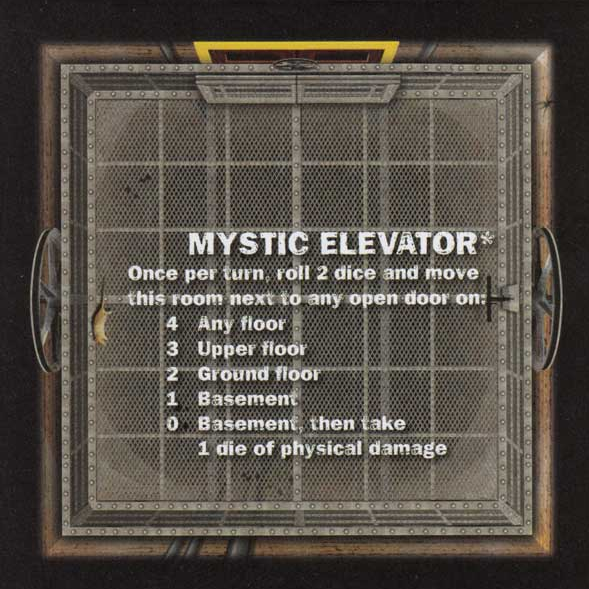 MYSTIC ELEVATOR*
Once per turn, roll 2 dice and move
this room next to any open door on:
4 Any floor
3 Upper floor
2 Ground floor
1 Basement
0 Basement, then take
1 die of physical damage